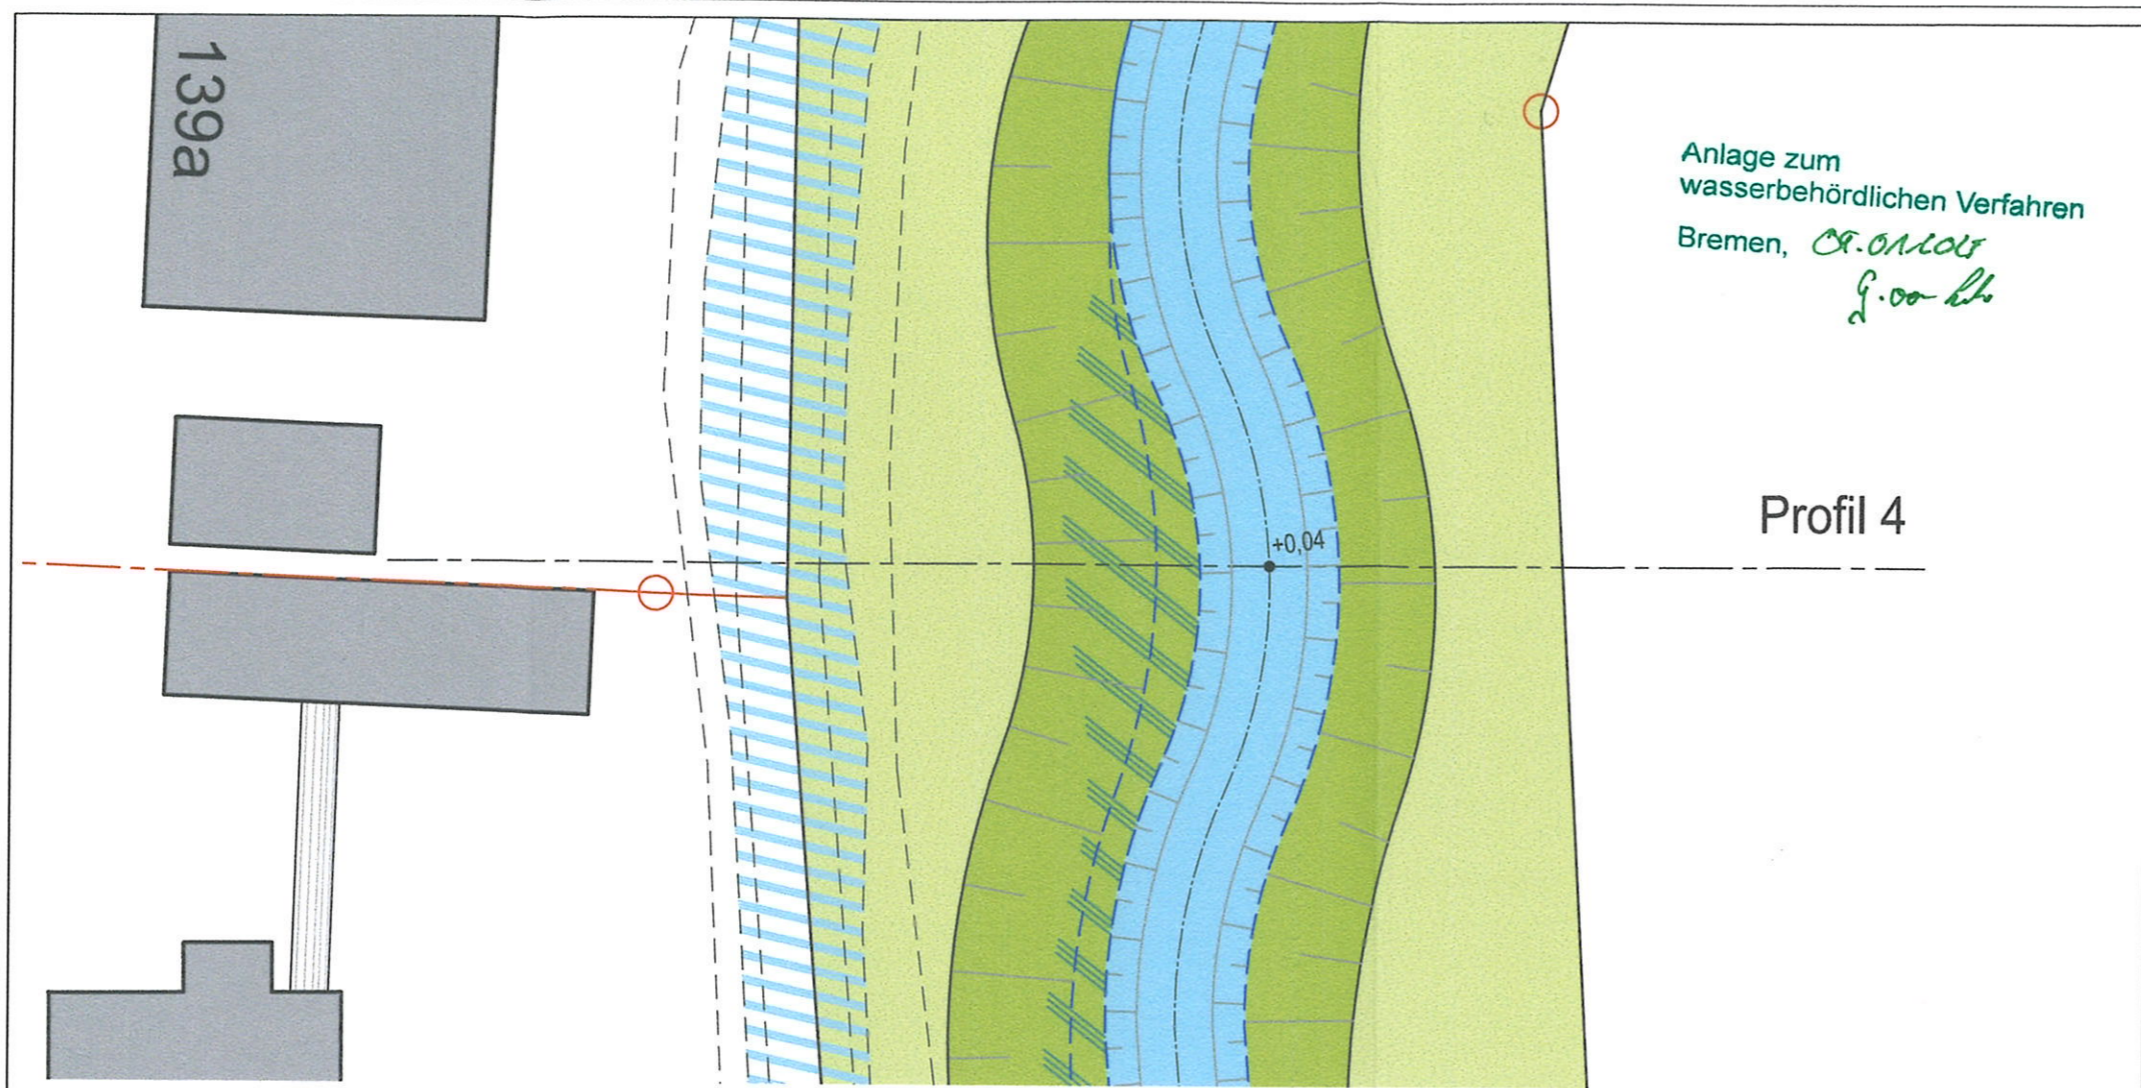 139a
Anlage zum
wasserbehördlichen Verfahren
Bremen,
Profil 4
+0,04